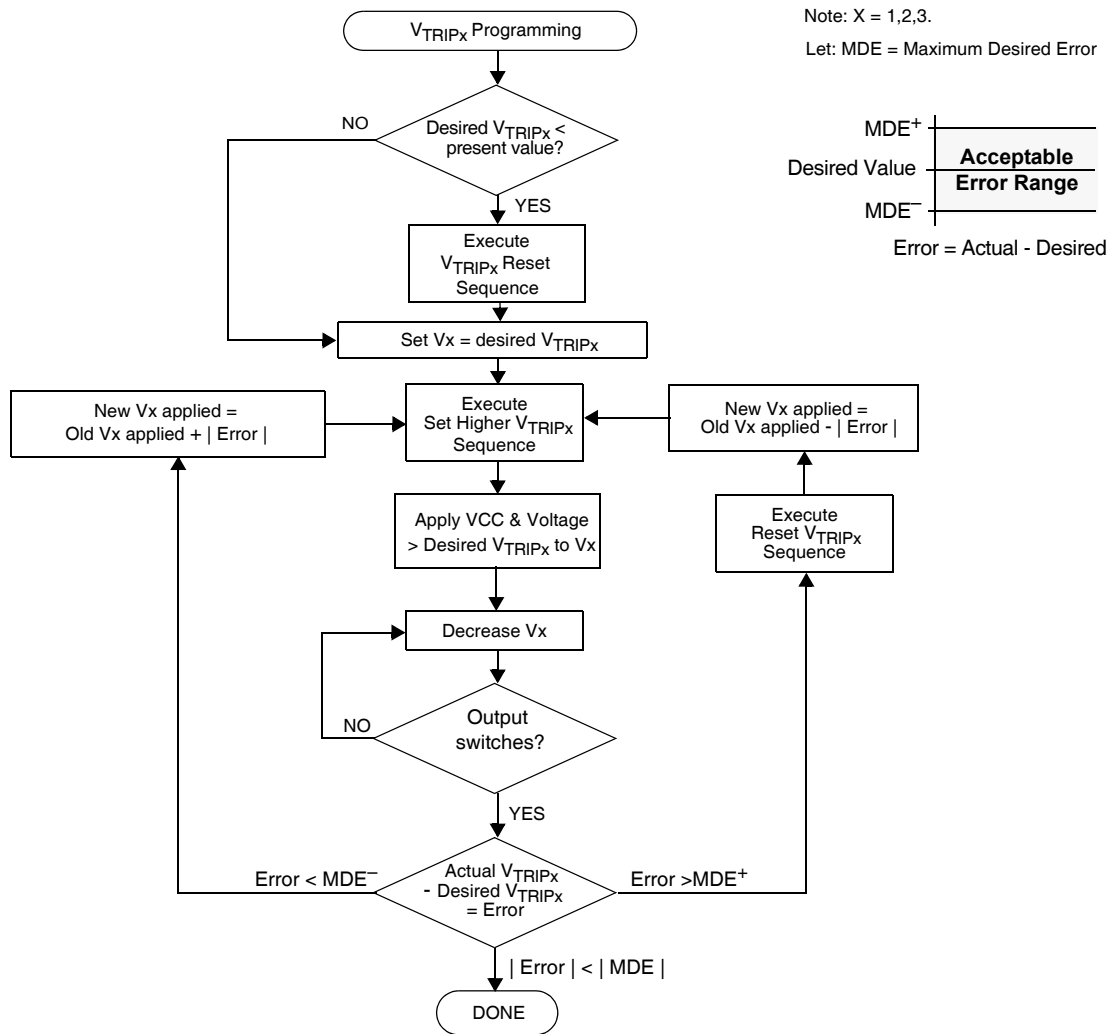 V_TRIPx Programming
Note: X = 1,2,3.
Let: MDE = Maximum Desired Error
NO
Desired V_TRIPx <
present value?
MDE⁺
Desired Value
MDE⁻
Acceptable
Error Range
Error = Actual - Desired
YES
Execute
V_TRIPx Reset
Sequence
Set Vx = desired V_TRIPx
New Vx applied =
Old Vx applied + | Error |
Execute
Set Higher V_TRIPx
Sequence
New Vx applied =
Old Vx applied - | Error |
Apply VCC & Voltage
> Desired V_TRIPx to Vx
Execute
Reset V_TRIPx
Sequence
Decrease Vx
NO
Output
switches?
YES
Error < MDE⁻
Actual V_TRIPx
- Desired V_TRIPx
= Error
Error >MDE⁺
| Error | < | MDE |
DONE